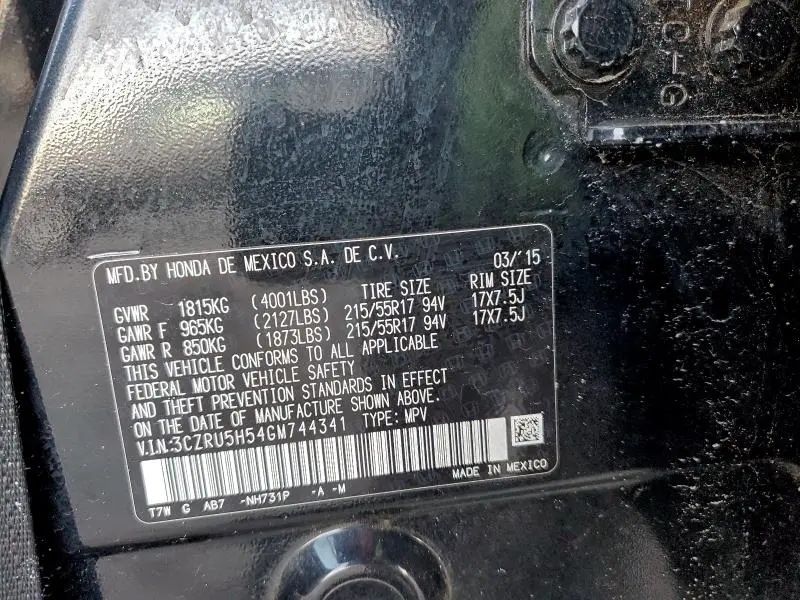 MFD.BY HONDA DE MEXICO S.A. DE C.V. 03/'15
TIRE SIZE RIM SIZE
GVWR 1815KG (4001LBS)
GAWR F 965KG (2127LBS) 215/55R17 94V 17X7.5J
GAWR R 850KG (1873LBS) 215/55R17 94V 17X7.5J
THIS VEHICLE CONFORMS TO ALL APPLICABLE
FEDERAL MOTOR VEHICLE SAFETY
AND THEFT PREVENTION STANDARDS IN EFFECT
ON THE DATE OF MANUFACTURE SHOWN ABOVE.
V.I.N:3CZRU5H54GM744341 TYPE: MPV
MADE IN MEXICO
T7W G AB7 -NH731P -A -M